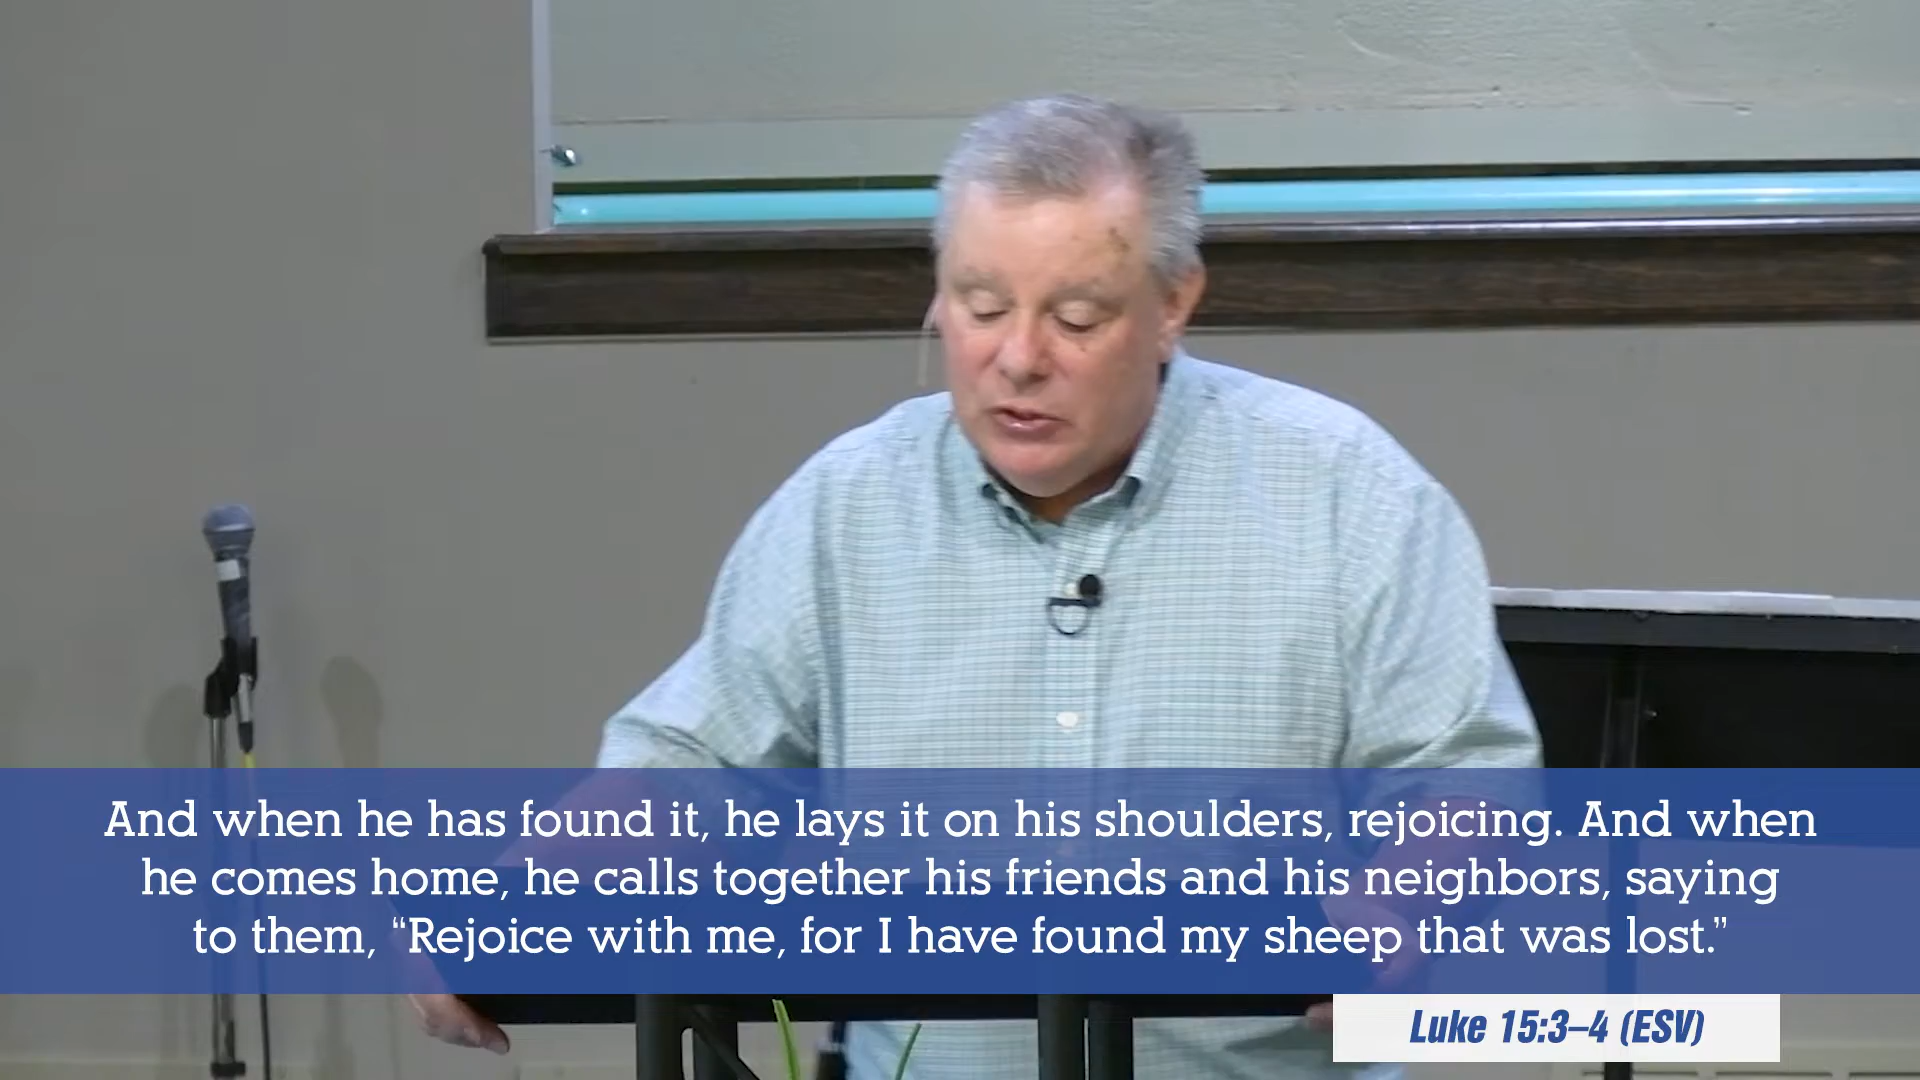 And when he has found it, he lays it on his shoulders, rejoicing. And when
he comes home, he calls together his friends and his neighbors, saying
to them, “Rejoice with me, for I have found my sheep that was lost.”
Luke 15:3–4 (ESV)